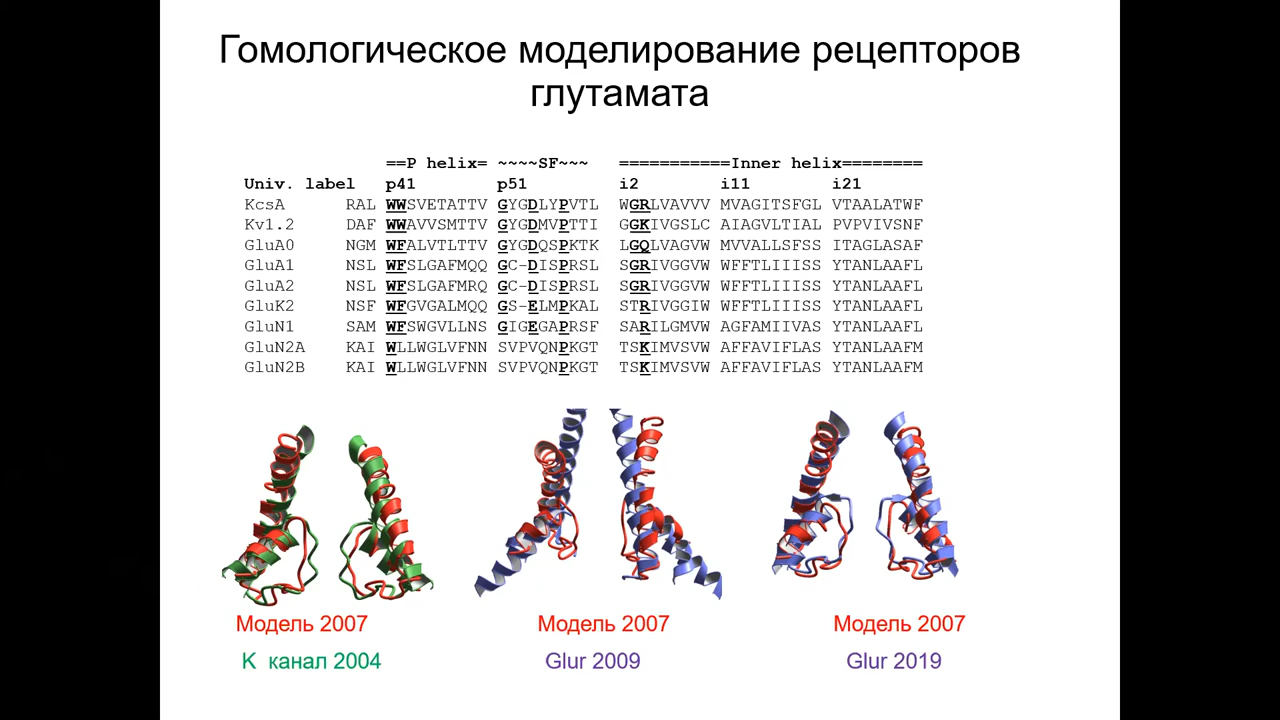 Гомологическое моделирование рецепторов
глутамата
==P helix= ~~~~SF~~~ ===========Inner helix========
Univ. label p41 p51 i2 i11 i21
KcsA RAL WWSVETATTV GYGDLYPVTL WGRLVAVVV MVAGITSFGL VTAALATWF
Kv1.2 DAF WWAVVSMTTV GYGDMVPTTI GGKIVGSLC AIAGVLTIAL PVPVIVSNF
GluA0 NGM WFALVTLTTV GYGDQSPKTK LGQLVAGVW MVVALLSFSS ITAGLASAF
GluA1 NSL WFSLGAFMQQ GC-DISPRSL SGRIVGGVW WFFTLIIISS YTANLAAFL
GluA2 NSL WFSLGAFMRQ GC-DISPRSL SGRIVGGVW WFFTLIIISS YTANLAAFL
GluK2 NSF WFGVGALMQQ GS-ELMPKAL STRIVGGIW WFFTLIIISS YTANLAAFL
GluN1 SAM WFSWGVLLNS GIGEGAPRSF SARILGMVW AGFAMIIVAS YTANLAAFL
GluN2A KAI WLLWGLVFNN SVPVQNPKGT TSKIMVSVW AFFAVIFLAS YTANLAAFM
GluN2B KAI WLLWGLVFNN SVPVQNPKGT TSKIMVSVW AFFAVIFLAS YTANLAAFM
Модель 2007 Модель 2007 Модель 2007
K канал 2004 Glur 2009 Glur 2019